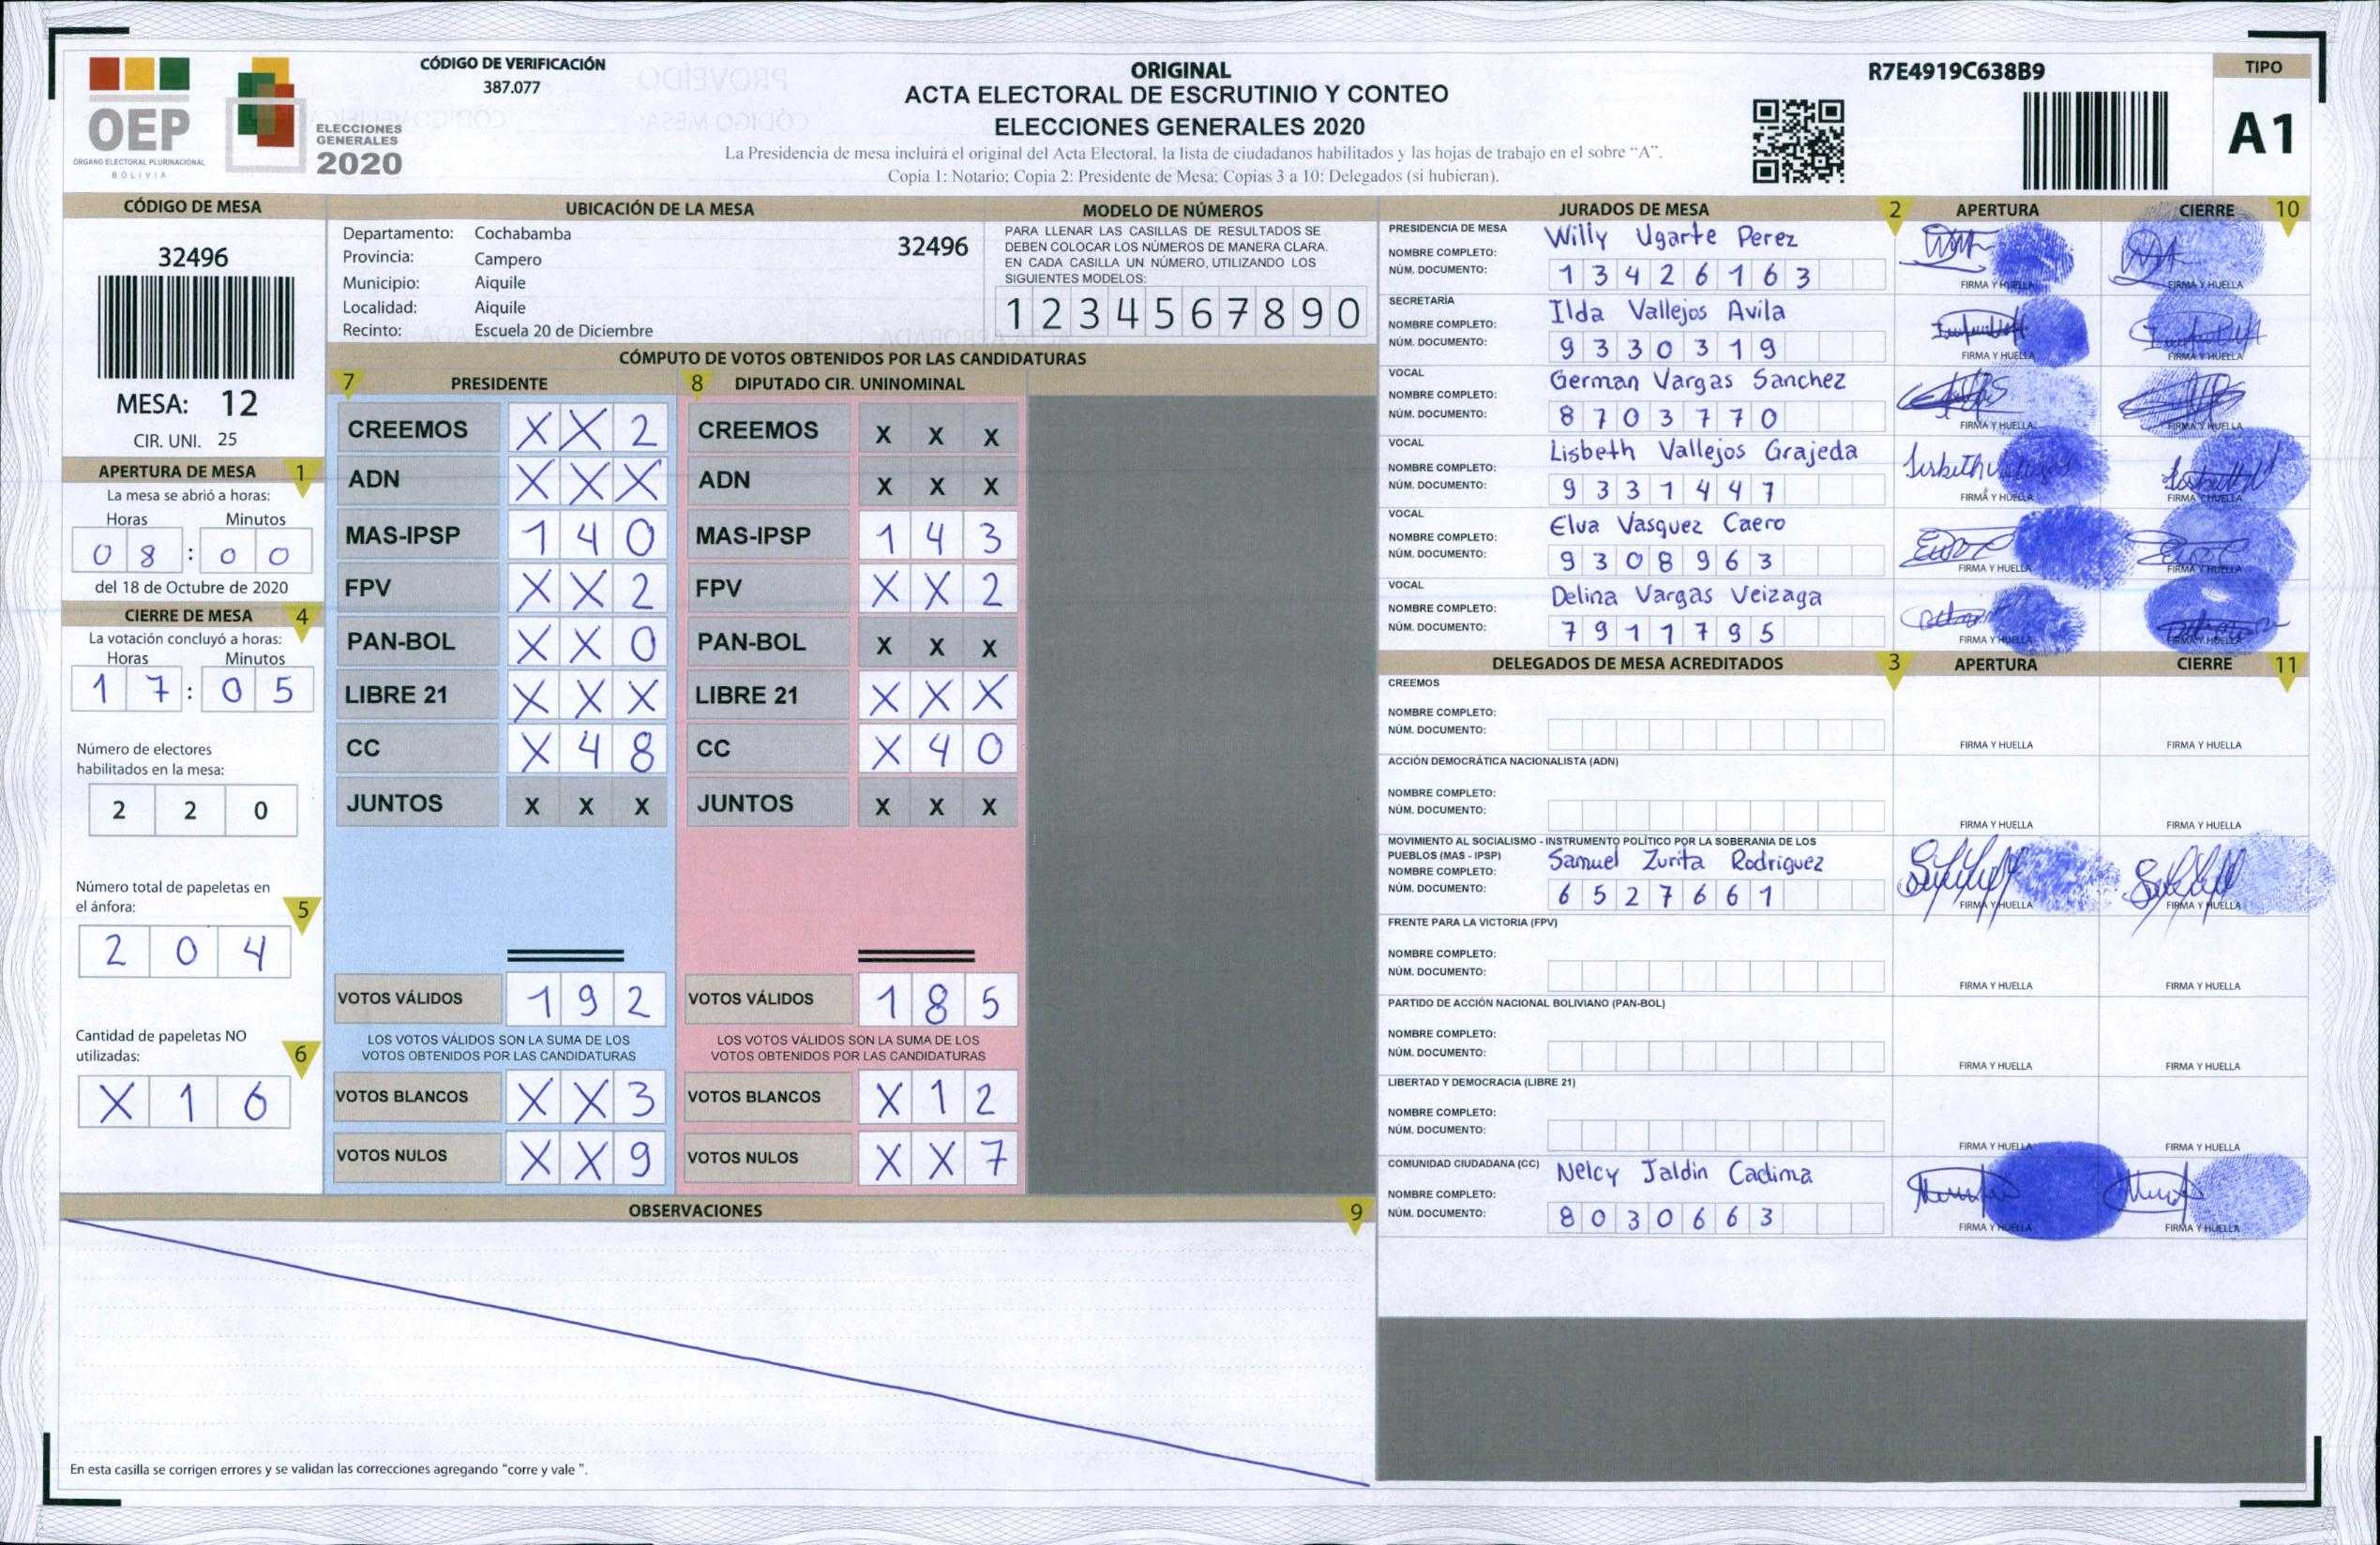 OEP
ORGANO ELECTORAL PLURINACIONAL
BOLIVIA
ELECCIONES
GENERALES
2020
CÓDIGO DE VERIFICACIÓN
387.077
ORIGINAL
ACTA ELECTORAL DE ESCRUTINIO Y CONTEO
ELECCIONES GENERALES 2020
La Presidencia de mesa incluirá el original del Acta Electoral, la lista de ciudadanos habilitados y las hojas de trabajo en el sobre “A”.
Copia 1: Notario; Copia 2: Presidente de Mesa; Copias 3 a 10: Delegados (si hubieran).
R7E4919C638B9
TIPO
A1
CÓDIGO DE MESA
32496
MESA: 12
CIR. UNI. 25
APERTURA DE MESA 1
La mesa se abrió a horas:
Horas Minutos
0 8 : 0 0
del 18 de Octubre de 2020
CIERRE DE MESA 4
La votación concluyó a horas:
Horas Minutos
1 7 : 0 5
Número de electores
habilitados en la mesa:
2 2 0
Número total de papeletas en
el ánfora: 5
2 0 4
Cantidad de papeletas NO
utilizadas: 6
X 1 6
UBICACIÓN DE LA MESA
Departamento: Cochabamba
32496
Provincia: Campero
Municipio: Aiquile
Localidad: Aiquile
Recinto: Escuela 20 de Diciembre
MODELO DE NÚMEROS
PARA LLENAR LAS CASILLAS DE RESULTADOS SE
DEBEN COLOCAR LOS NÚMEROS DE MANERA CLARA.
EN CADA CASILLA UN NÚMERO, UTILIZANDO LOS
SIGUIENTES MODELOS:
1 2 3 4 5 6 7 8 9 0
CÓMPUTO DE VOTOS OBTENIDOS POR LAS CANDIDATURAS
7 PRESIDENTE 8 DIPUTADO CIR. UNINOMINAL
CREEMOS X X 2 CREEMOS X X X
ADN X X X ADN X X X
MAS-IPSP 1 4 0 MAS-IPSP 1 4 3
FPV X X 2 FPV X X 2
PAN-BOL X X 0 PAN-BOL X X X
LIBRE 21 X X X LIBRE 21 X X X
CC X 4 8 CC X 4 0
JUNTOS X X X JUNTOS X X X
VOTOS VÁLIDOS 1 9 2 VOTOS VÁLIDOS 1 8 5
LOS VOTOS VÁLIDOS SON LA SUMA DE LOS LOS VOTOS VÁLIDOS SON LA SUMA DE LOS
VOTOS OBTENIDOS POR LAS CANDIDATURAS VOTOS OBTENIDOS POR LAS CANDIDATURAS
VOTOS BLANCOS X X 3 VOTOS BLANCOS X 1 2
VOTOS NULOS X X 9 VOTOS NULOS X X 7
OBSERVACIONES 9
En esta casilla se corrigen errores y se validan las correcciones agregando "corre y vale ".
JURADOS DE MESA 2 APERTURA CIERRE 10
PRESIDENCIA DE MESA Willy Ugarte Perez
NOMBRE COMPLETO:
NÚM. DOCUMENTO: 1 3 4 2 6 1 6 3
FIRMA Y HUELLA FIRMA Y HUELLA
SECRETARÍA Ilda Vallejos Avila
NOMBRE COMPLETO:
NÚM. DOCUMENTO: 9 3 3 0 3 1 9
FIRMA Y HUELLA FIRMA Y HUELLA
VOCAL German Vargas Sanchez
NOMBRE COMPLETO:
NÚM. DOCUMENTO: 8 7 0 3 7 7 0
FIRMA Y HUELLA FIRMA Y HUELLA
VOCAL Lisbeth Vallejos Grajeda
NOMBRE COMPLETO:
NÚM. DOCUMENTO: 9 3 3 1 4 4 7
FIRMA Y HUELLA FIRMA Y HUELLA
VOCAL Elva Vasquez Caero
NOMBRE COMPLETO:
NÚM. DOCUMENTO: 9 3 0 8 9 6 3
FIRMA Y HUELLA FIRMA Y HUELLA
VOCAL Delina Vargas Veizaga
NOMBRE COMPLETO:
NÚM. DOCUMENTO: 7 9 1 1 7 9 5
FIRMA Y HUELLA FIRMA Y HUELLA
DELEGADOS DE MESA ACREDITADOS 3 APERTURA CIERRE 11
CREEMOS
NOMBRE COMPLETO:
NÚM. DOCUMENTO:
FIRMA Y HUELLA FIRMA Y HUELLA
ACCIÓN DEMOCRÁTICA NACIONALISTA (ADN)
NOMBRE COMPLETO:
NÚM. DOCUMENTO:
FIRMA Y HUELLA FIRMA Y HUELLA
MOVIMIENTO AL SOCIALISMO - INSTRUMENTO POLÍTICO POR LA SOBERANIA DE LOS
PUEBLOS (MAS - IPSP) Samuel Zurita Rodriguez
NOMBRE COMPLETO:
NÚM. DOCUMENTO: 6 5 2 7 6 6 1
FIRMA Y HUELLA FIRMA Y HUELLA
FRENTE PARA LA VICTORIA (FPV)
NOMBRE COMPLETO:
NÚM. DOCUMENTO:
FIRMA Y HUELLA FIRMA Y HUELLA
PARTIDO DE ACCIÓN NACIONAL BOLIVIANO (PAN-BOL)
NOMBRE COMPLETO:
NÚM. DOCUMENTO:
FIRMA Y HUELLA FIRMA Y HUELLA
LIBERTAD Y DEMOCRACIA (LIBRE 21)
NOMBRE COMPLETO:
NÚM. DOCUMENTO:
FIRMA Y HUELLA FIRMA Y HUELLA
COMUNIDAD CIUDADANA (CC) Nelcy Jaldin Cadima
NOMBRE COMPLETO:
NÚM. DOCUMENTO: 8 0 3 0 6 6 3
FIRMA Y HUELLA FIRMA Y HUELLA